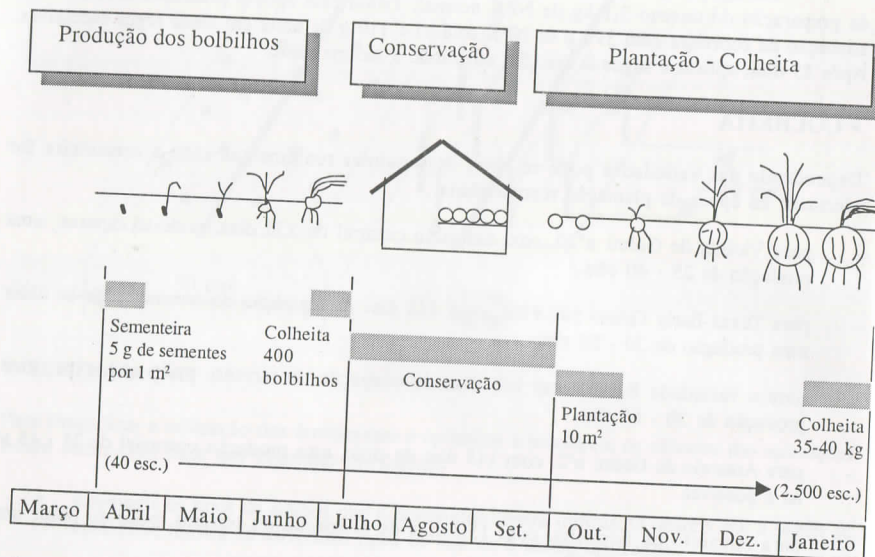 Produção dos bolbilhos
Conservação
Plantação - Colheita
Sementeira
5 g de sementes
por 1 m²
(40 esc.)
Colheita
400
bolbilhos
Conservação
Plantação
10 m²
Colheita
35-40 kg
(2.500 esc.)
Março
Abril
Maio
Junho
Julho
Agosto
Set.
Out.
Nov.
Dez.
Janeiro